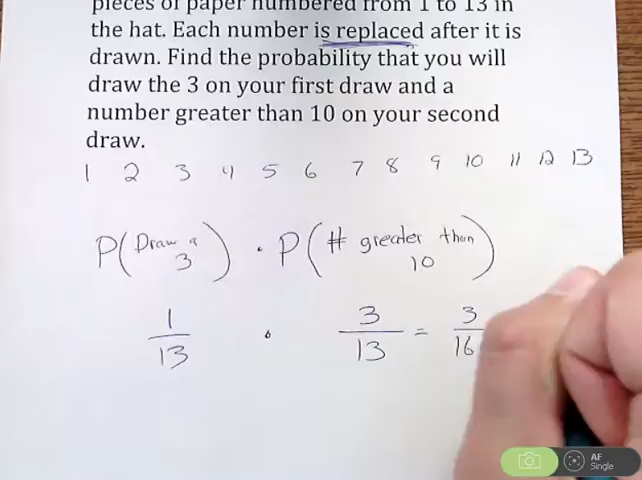 pieces of paper numbered from 1 to 13 in
the hat. Each number is replaced after it is
drawn. Find the probability that you will
draw the 3 on your first draw and a
number greater than 10 on your second
draw.
1 2 3 4 5 6 7 8 9 10 11 12 13
P(Draw a 3) · P(# greater than 10)
1/13 · 3/13 = 3/16
AF
Single